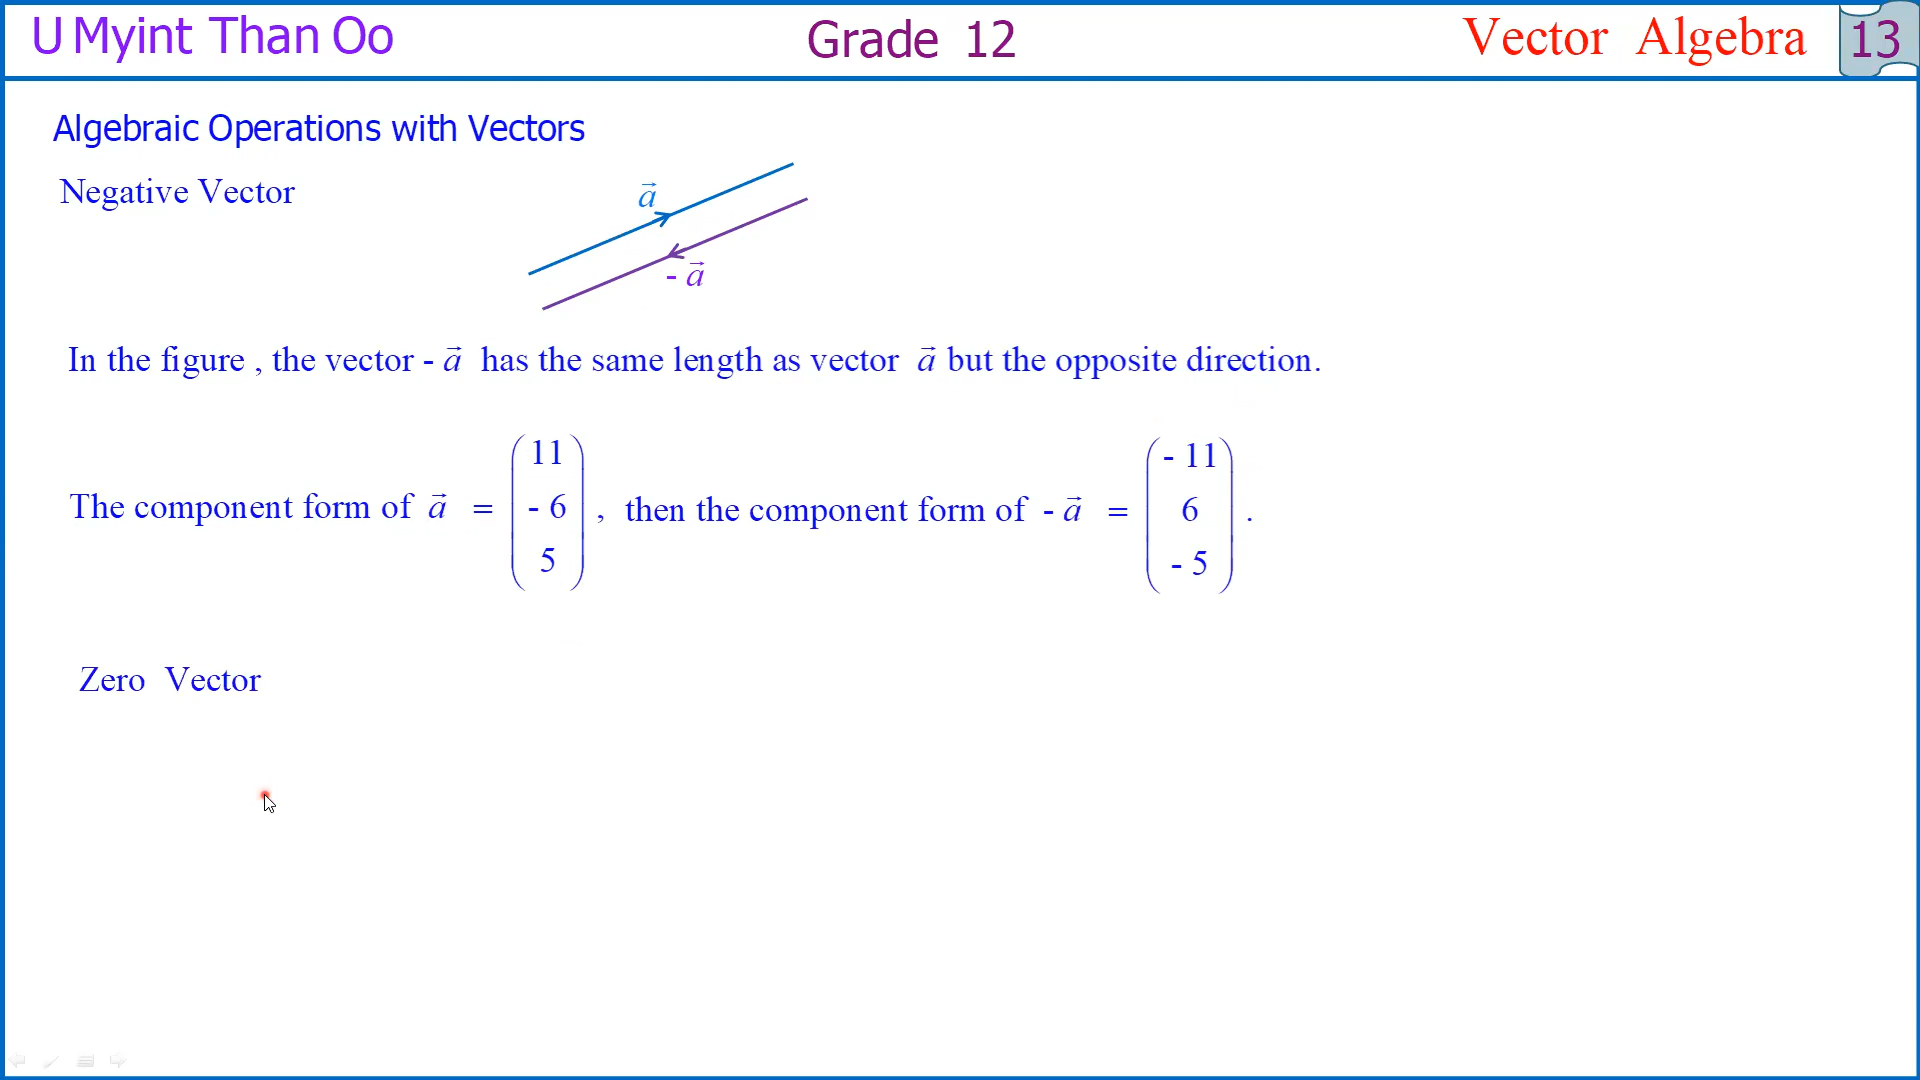 U Myint Than Oo Grade 12 Vector Algebra 13
Algebraic Operations with Vectors
Negative Vector
a⃗
- a⃗
In the figure , the vector - a⃗ has the same length as vector a⃗ but the opposite direction.
The component form of a⃗ = ( 11 - 6 5 ) , then the component form of - a⃗ = ( - 11 6 - 5 ) .
Zero Vector